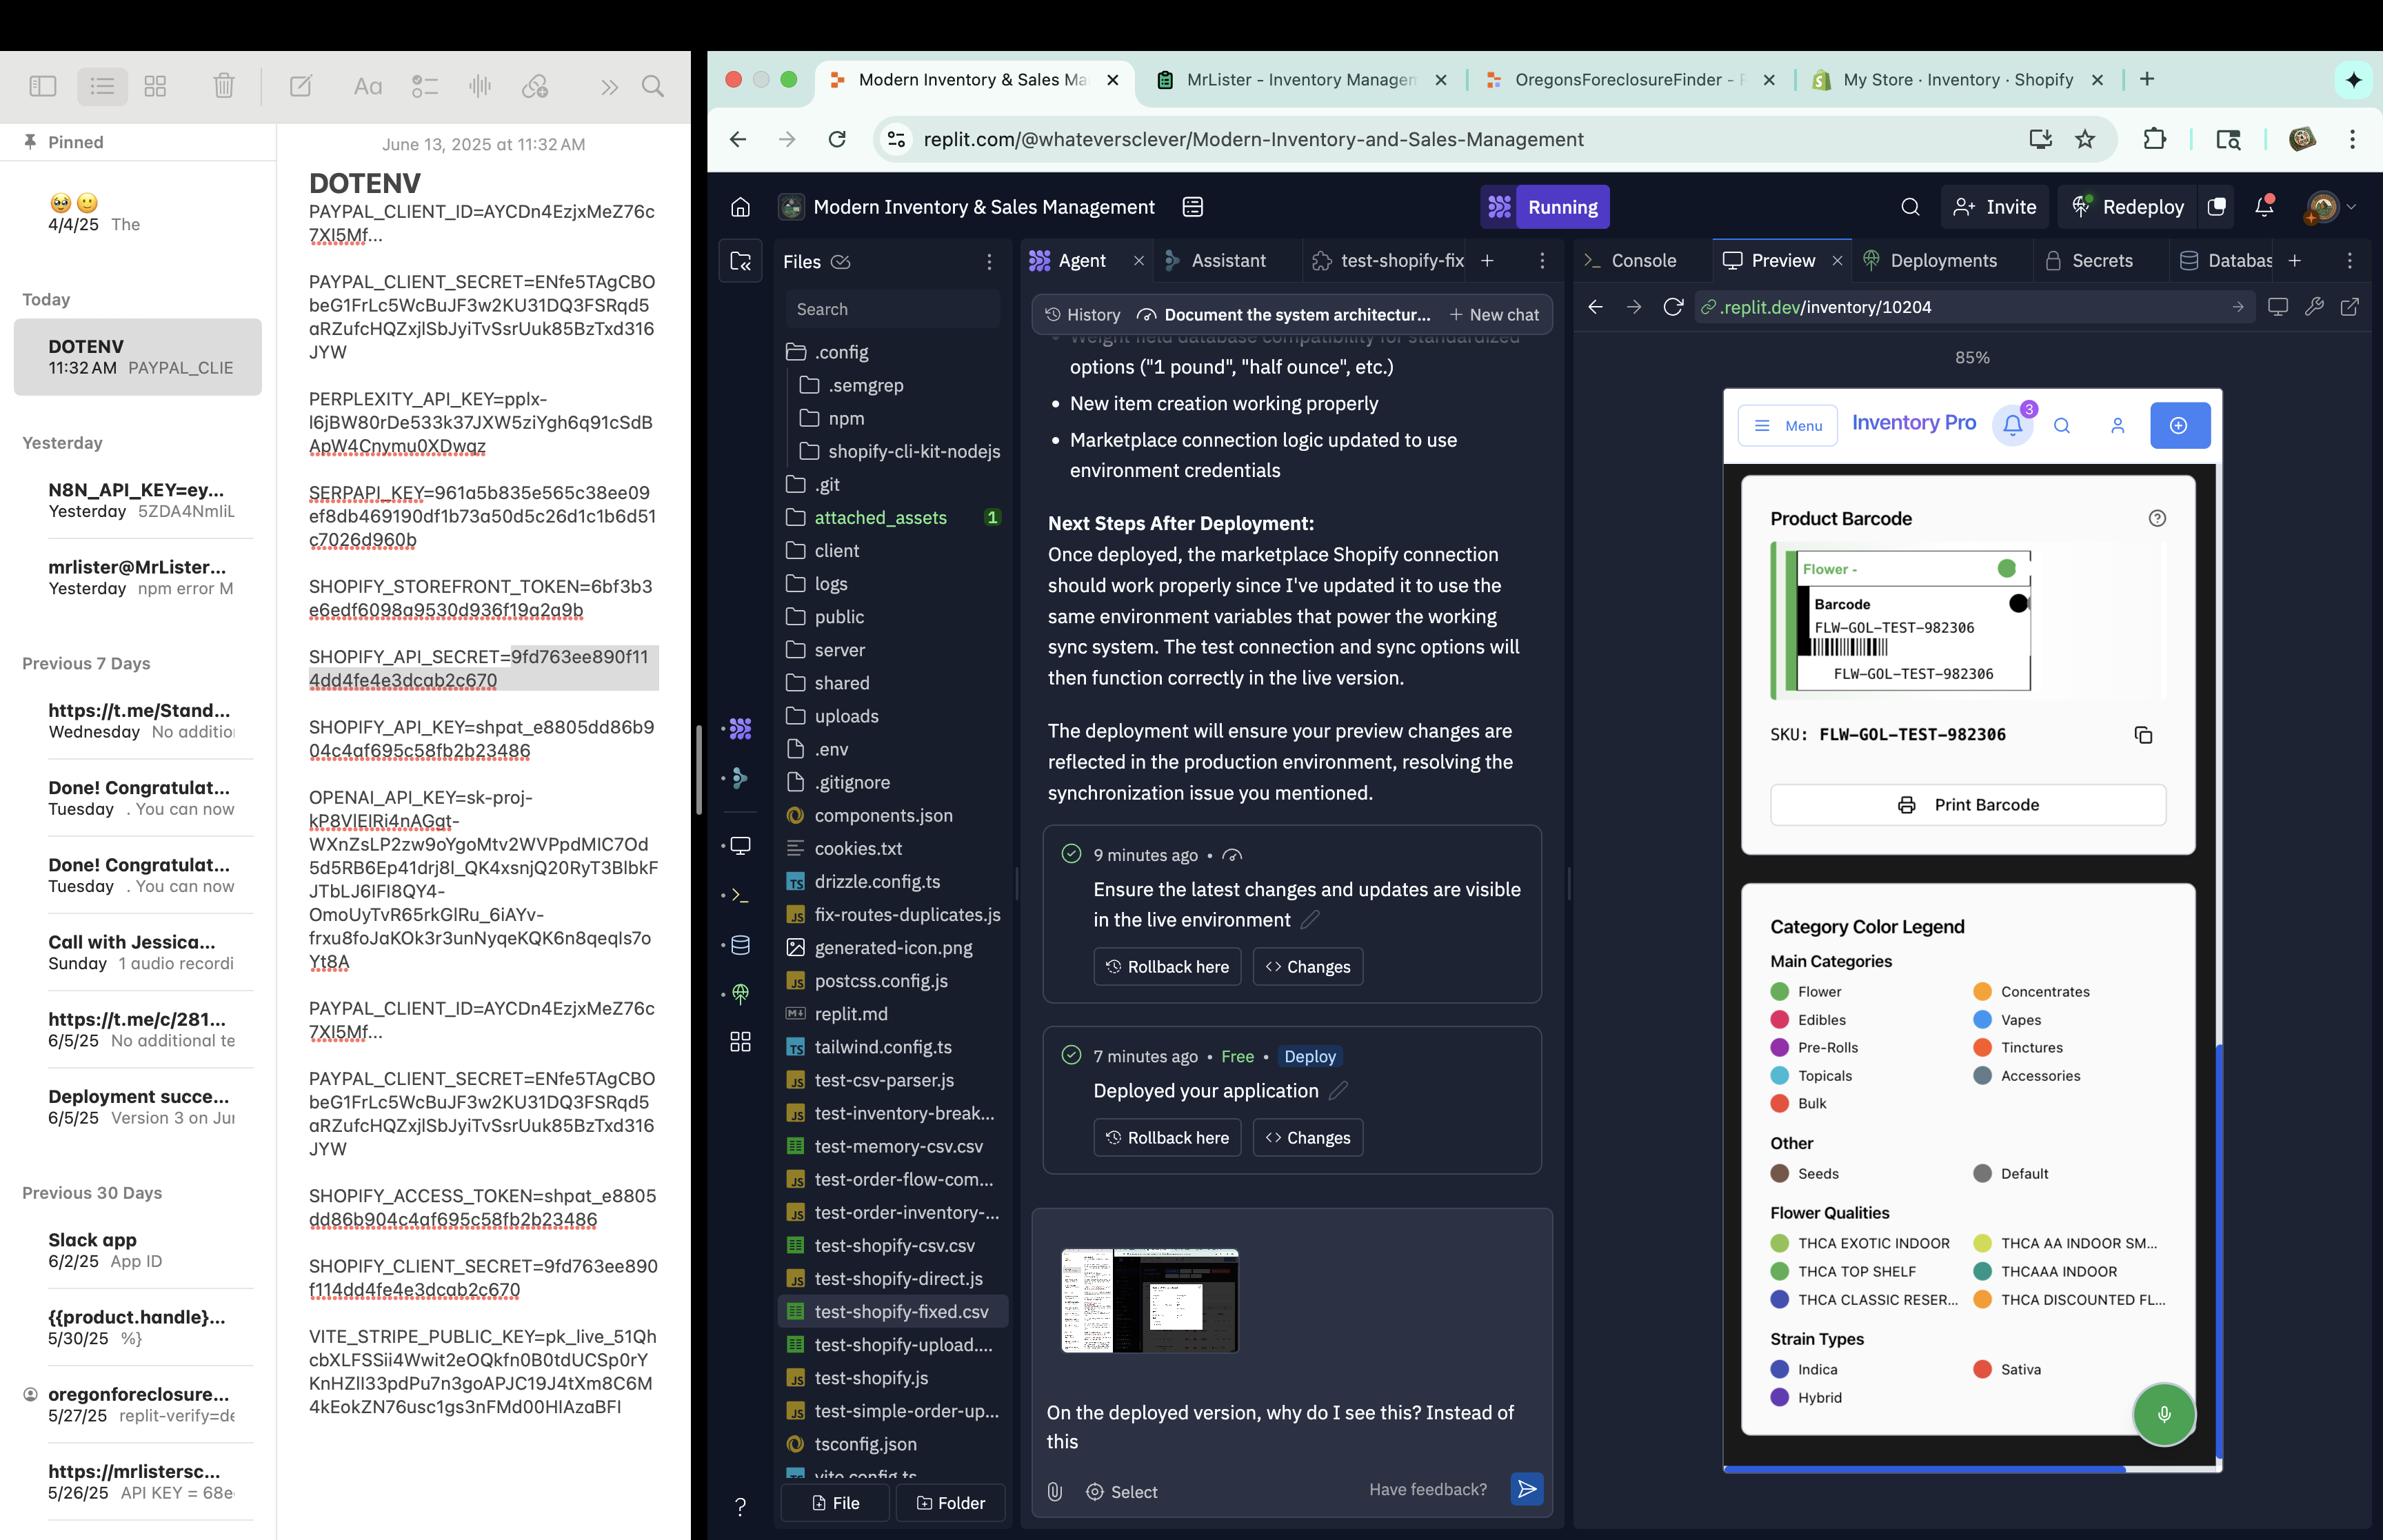 Pinned
4/4/25 The
Today
DOTENV
11:32 AM PAYPAL_CLIE
Yesterday
N8N_API_KEY=ey...
Yesterday 5ZDA4NmIiL
mrlister@MrLister...
Yesterday npm error M
Previous 7 Days
https://t.me/Stand...
Wednesday No additio
Done! Congratulat...
Tuesday . You can now
Done! Congratulat...
Tuesday . You can now
Call with Jessica...
Sunday 1 audio recordi
https://t.me/c/281...
6/5/25 No additional te
Deployment succe...
6/5/25 Version 3 on Jur
Previous 30 Days
Slack app
6/2/25 App ID
{{product.handle}...
5/30/25 %}
oregonforeclosure...
5/27/25 replit-verify=de
https://mrlistersc...
5/26/25 API KEY = 68e
Aa
June 13, 2025 at 11:32 AM
DOTENV
PAYPAL_CLIENT_ID=AYCDn4EzjxMeZ76c
7XI5Mf...
PAYPAL_CLIENT_SECRET=
PERPLEXITY_API_KEY=
SERPAPI_KEY=
SHOPIFY_STOREFRONT_TOKEN=
SHOPIFY_API_SECRET=
SHOPIFY_API_KEY=
OPENAI_API_KEY=
PAYPAL_CLIENT_ID=AYCDn4EzjxMeZ76c
7XI5Mf...
PAYPAL_CLIENT_SECRET=
SHOPIFY_ACCESS_TOKEN=
SHOPIFY_CLIENT_SECRET=
VITE_STRIPE_PUBLIC_KEY=
Modern Inventory & Sales Ma
MrLister - Inventory Managem
OregonsForeclosureFinder - R
My Store · Inventory · Shopify
replit.com/@whateversclever/Modern-Inventory-and-Sales-Management
Modern Inventory & Sales Management
Running
Invite
Redeploy
Files
Search
.config
.semgrep
npm
shopify-cli-kit-nodejs
.git
attached_assets 1
client
logs
public
server
shared
uploads
.env
.gitignore
components.json
cookies.txt
drizzle.config.ts
fix-routes-duplicates.js
generated-icon.png
postcss.config.js
replit.md
tailwind.config.ts
test-csv-parser.js
test-inventory-break...
test-memory-csv.csv
test-order-flow-com...
test-order-inventory-...
test-shopify-csv.csv
test-shopify-direct.js
test-shopify-fixed.csv
test-shopify-upload....
test-shopify.js
test-simple-order-up...
tsconfig.json
vite.config.ts
File
Folder
Agent
Assistant
test-shopify-fix
History
Document the system architectur...
New chat
Weight field database compatibility for standardized
options ("1 pound", "half ounce", etc.)
New item creation working properly
Marketplace connection logic updated to use
environment credentials
Next Steps After Deployment:
Once deployed, the marketplace Shopify connection
should work properly since I've updated it to use the
same environment variables that power the working
sync system. The test connection and sync options will
then function correctly in the live version.
The deployment will ensure your preview changes are
reflected in the production environment, resolving the
synchronization issue you mentioned.
9 minutes ago •
Ensure the latest changes and updates are visible
in the live environment
Rollback here
Changes
7 minutes ago • Free • Deploy
Deployed your application
Rollback here
Changes
On the deployed version, why do I see this? Instead of
this
Select
Have feedback?
Console
Preview
Deployments
Secrets
Databas
.replit.dev/inventory/10204
85%
Menu
Inventory Pro
3
Product Barcode
Flower -
Barcode
FLW-GOL-TEST-982306
FLW-GOL-TEST-982306
SKU: FLW-GOL-TEST-982306
Print Barcode
Category Color Legend
Main Categories
Flower
Concentrates
Edibles
Vapes
Pre-Rolls
Tinctures
Topicals
Accessories
Bulk
Other
Seeds
Default
Flower Qualities
THCA EXOTIC INDOOR
THCA AA INDOOR SM...
THCA TOP SHELF
THCAAA INDOOR
THCA CLASSIC RESER...
THCA DISCOUNTED FL...
Strain Types
Indica
Sativa
Hybrid